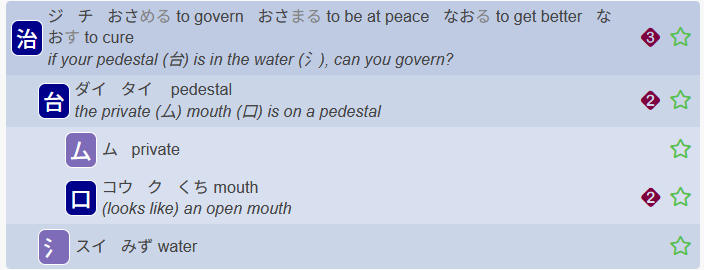 治 ジ　チ　おさめる to govern　おさまる to be at peace　なおる to get better　な
おす to cure 3
if your pedestal (台) is in the water (氵), can you govern?
台 ダイ　タイ　pedestal 2
the private (厶) mouth (口) is on a pedestal
厶 ム　private
口 コウ　ク　くち mouth 2
(looks like) an open mouth
氵 スイ　みず water